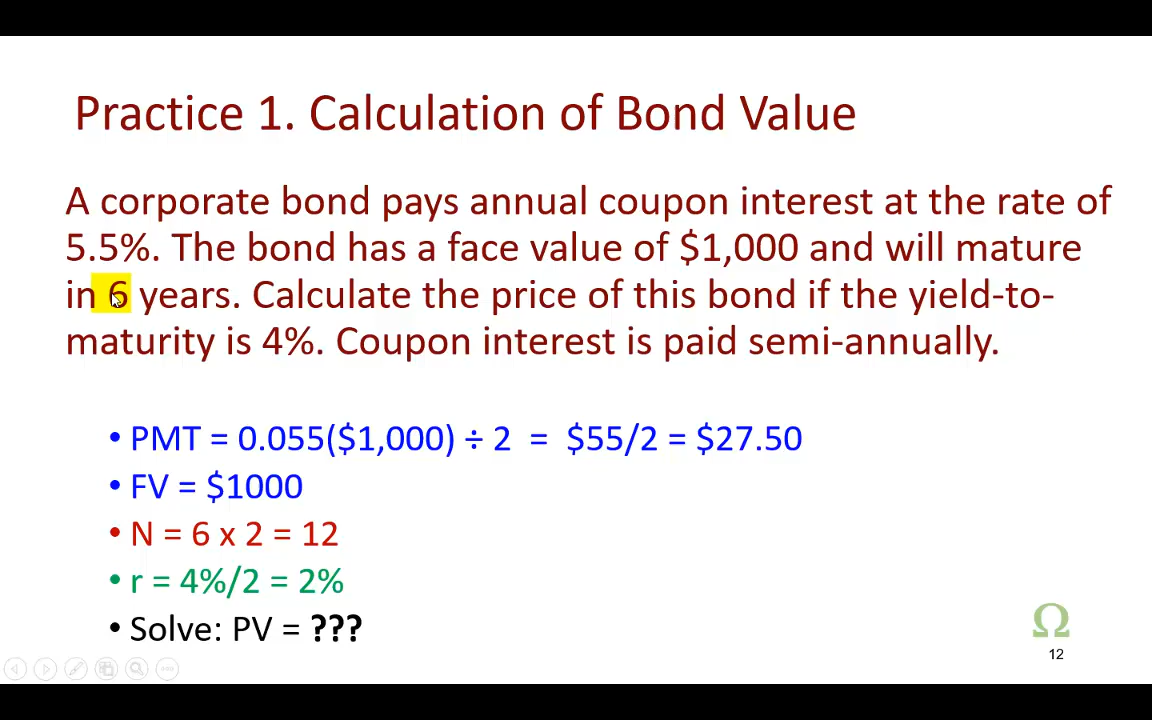 Practice 1. Calculation of Bond Value
A corporate bond pays annual coupon interest at the rate of
5.5%. The bond has a face value of $1,000 and will mature
in 6 years. Calculate the price of this bond if the yield-to-
maturity is 4%. Coupon interest is paid semi-annually.
• PMT = 0.055($1,000) ÷ 2 = $55/2 = $27.50
• FV = $1000
• N = 6 x 2 = 12
• r = 4%/2 = 2%
• Solve: PV = ???
Ω
12